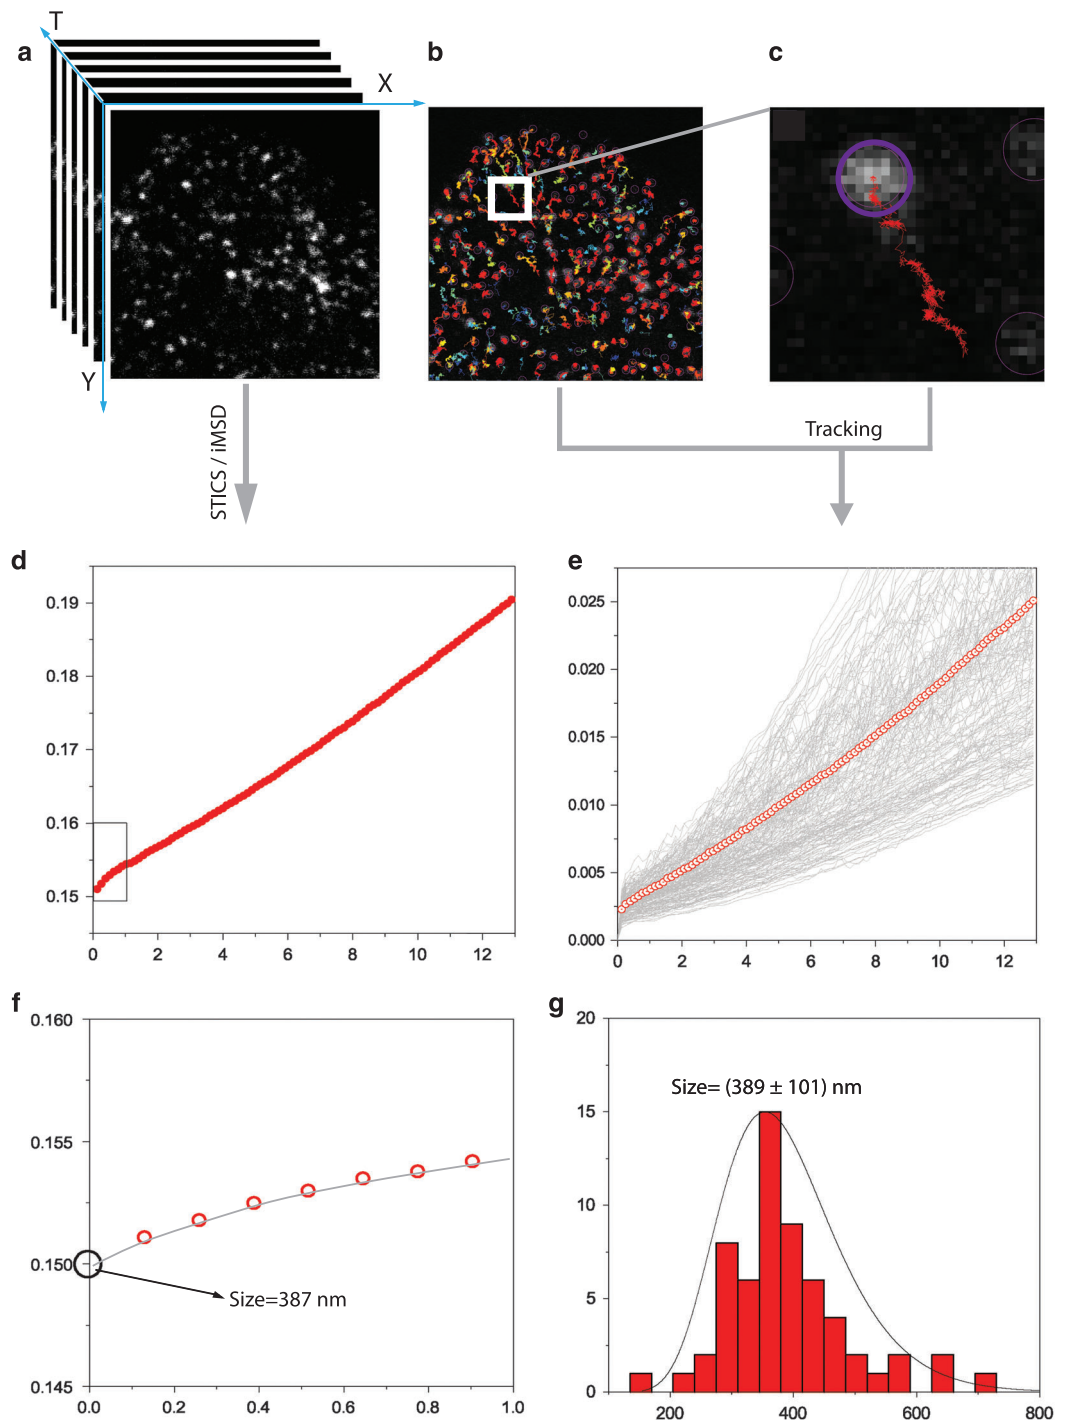 T
a
X
Y
b
c
STICS / iMSD
Tracking
d
0.19
0.18
0.17
0.16
0.15
0 2 4 6 8 10 12
e
0.025
0.020
0.015
0.010
0.005
0.000
0 2 4 6 8 10 12
f
0.160
0.155
0.150
0.145
Size=387 nm
0.0 0.2 0.4 0.6 0.8 1.0
g
20
15
10
5
0
Size= (389 ± 101) nm
200 400 600 800